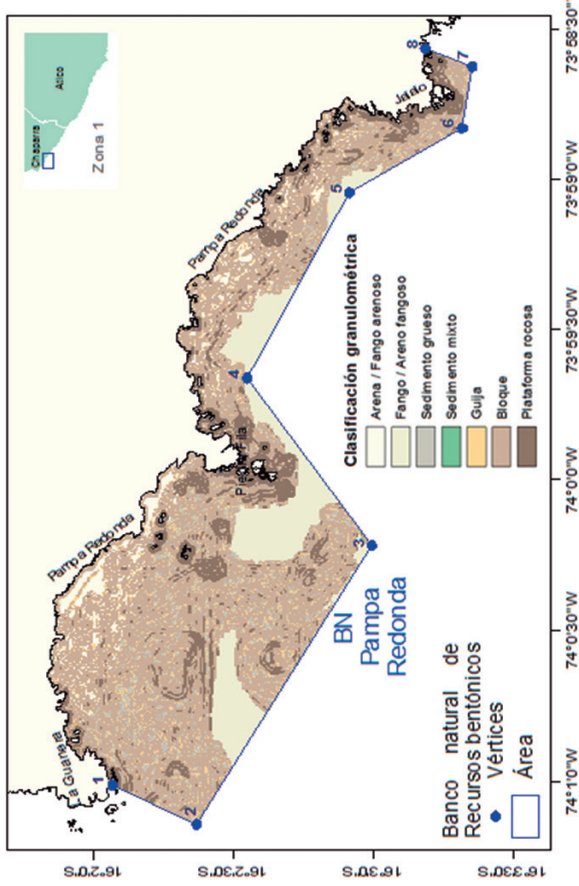 Chaparra
Atico
Zona 1
a Guanera
Pampa Redonda
Piedra Fila
Pampa Redonda
Jalalo
1
2
3
4
5
6
7
8
BN
Pampa
Redonda
Banco natural de
Recursos bentónicos
Vértices
Área
Clasificación granulométrica
Arena / Fango arenoso
Fango / Areno fangoso
Sedimento grueso
Sedimento mixto
Guija
Bloque
Plataforma rocosa
16°2'0"S
16°2'30"S
16°3'0"S
16°3'30"S
74°1'0"W
74°0'30"W
74°0'0"W
73°59'30"W
73°59'0"W
73°58'30"W